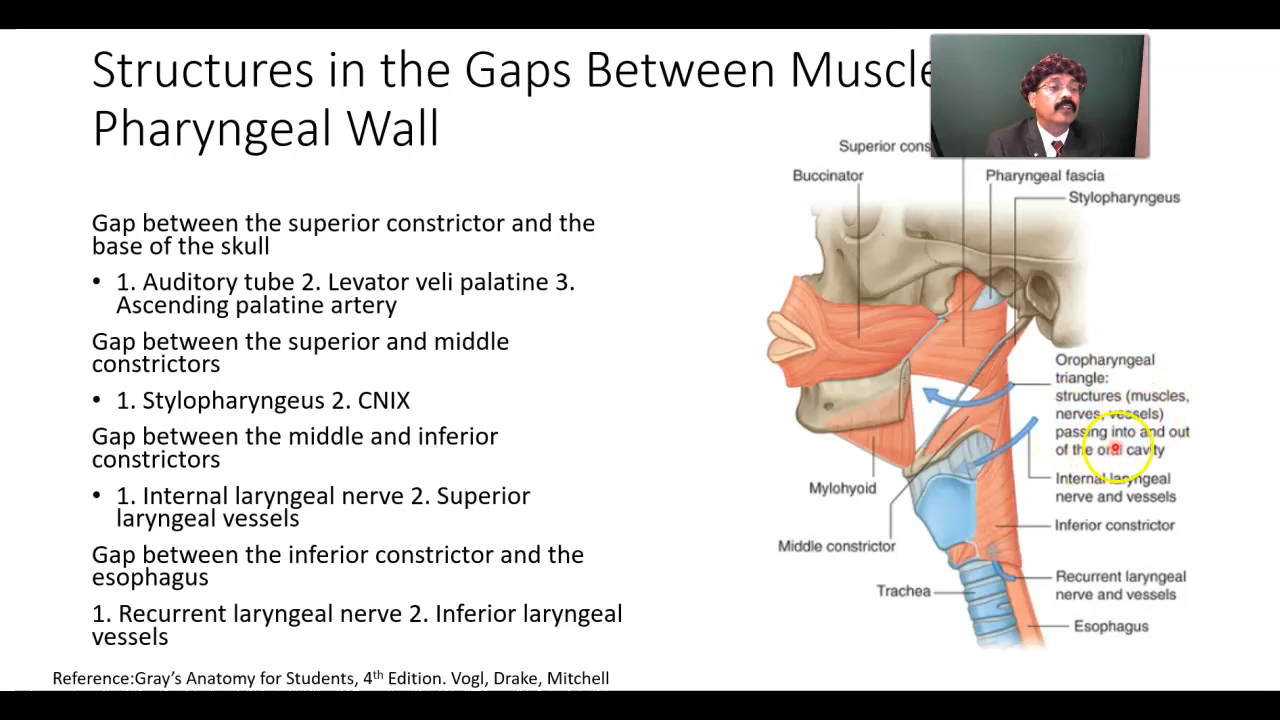 Structures in the Gaps Between
Pharyngeal Wall
Gap between the superior constrictor and the
base of the skull
• 1. Auditory tube 2. Levator veli palatine 3.
Ascending palatine artery
Gap between the superior and middle
constrictors
• 1. Stylopharyngeus 2. CNIX
Gap between the middle and inferior
constrictors
• 1. Internal laryngeal nerve 2. Superior
laryngeal vessels
Gap between the inferior constrictor and the
esophagus
1. Recurrent laryngeal nerve 2. Inferior laryngeal
vessels
Reference:Gray's Anatomy for Students, 4th Edition. Vogl, Drake, Mitchell
Superior
Buccinator
Pharyngeal fascia
Stylopharyngeus
Oropharyngeal
triangle:
structures (muscles,
nerves, vessels)
passing into and out
of the oral cavity
Internal laryngeal
nerve and vessels
Mylohyoid
Inferior constrictor
Middle constrictor
Recurrent laryngeal
nerve and vessels
Trachea
Esophagus